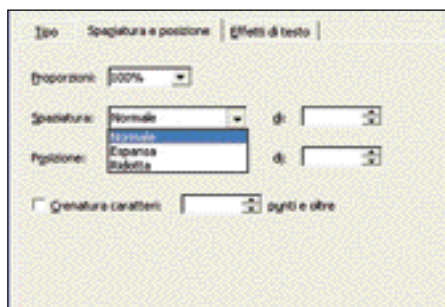 Tipo Spaziatura e posizione Effetti di testo
Proporzioni: 100%
Spaziatura: Normale di:
Normale
Espansa
Posizione: di:
Ridotta
Crenatura caratteri: punti e oltre